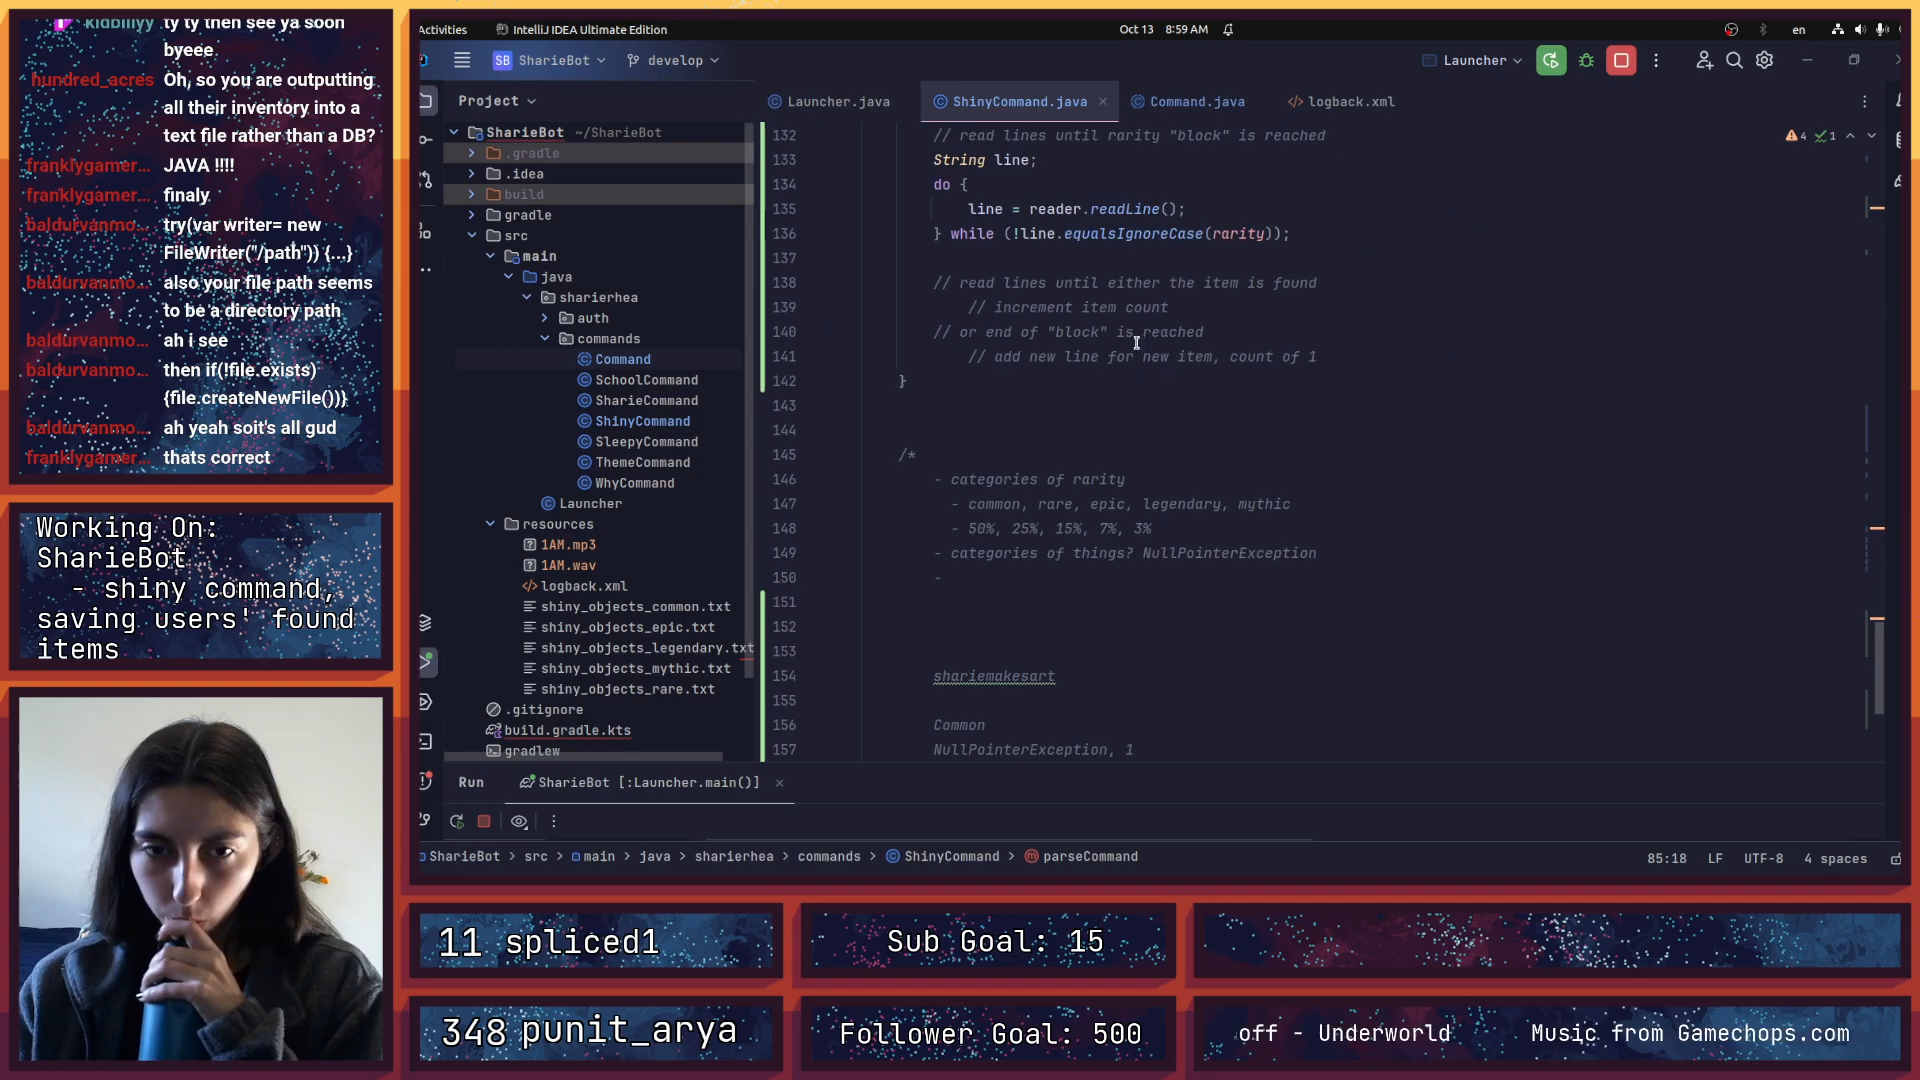 kidbillyy ty ty then see ya soon
byeee
hundred_acres Oh, so you are outputting
all their inventory into a
text file rather than a DB?
franklygamer... JAVA !!!!
franklygamer... finaly
baldurvanmo... try(var writer= new
FileWriter("/path")) {...}
baldurvanmo... also your file path seems
to be a directory path
baldurvanmo... ah i see
baldurvanmo... then if(!file.exists)
{file.createNewFile())}
baldurvanmo... ah yeah soit's all gud
franklygamer... thats correct
Working On:
SharieBot
- shiny command,
saving users' found
items
Activities
IntelliJ IDEA Ultimate Edition
Oct 13 8:59 AM
en
SB SharieBot
develop
Launcher
Project
Launcher.java
ShinyCommand.java
Command.java
logback.xml
SharieBot ~/SharieBot
.gradle
.idea
build
gradle
src
main
java
sharierhea
auth
commands
Command
SchoolCommand
SharieCommand
ShinyCommand
SleepyCommand
ThemeCommand
WhyCommand
Launcher
resources
1AM.mp3
1AM.wav
logback.xml
shiny_objects_common.txt
shiny_objects_epic.txt
shiny_objects_legendary.txt
shiny_objects_mythic.txt
shiny_objects_rare.txt
.gitignore
build.gradle.kts
gradlew
4 1
132 // read lines until rarity "block" is reached
133 String line;
134 do {
135 line = reader.readLine();
136 } while (!line.equalsIgnoreCase(rarity));
137
138 // read lines until either the item is found
139 // increment item count
140 // or end of "block" is reached
141 // add new line for new item, count of 1
142 }
143
144
145 /*
146 - categories of rarity
147 - common, rare, epic, legendary, mythic
148 - 50%, 25%, 15%, 7%, 3%
149 - categories of things? NullPointerException
150 -
151
152
153
154 shariemakesart
155
156 Common
157 NullPointerException, 1
Run
SharieBot [:Launcher.main()]
SharieBot > src > main > java > sharierhea > commands > ShinyCommand > parseCommand
85:18 LF UTF-8 4 spaces
11 spliced1
Sub Goal: 15
348 punit_arya
Follower Goal: 500
off - Underworld Music from Gamechops.com